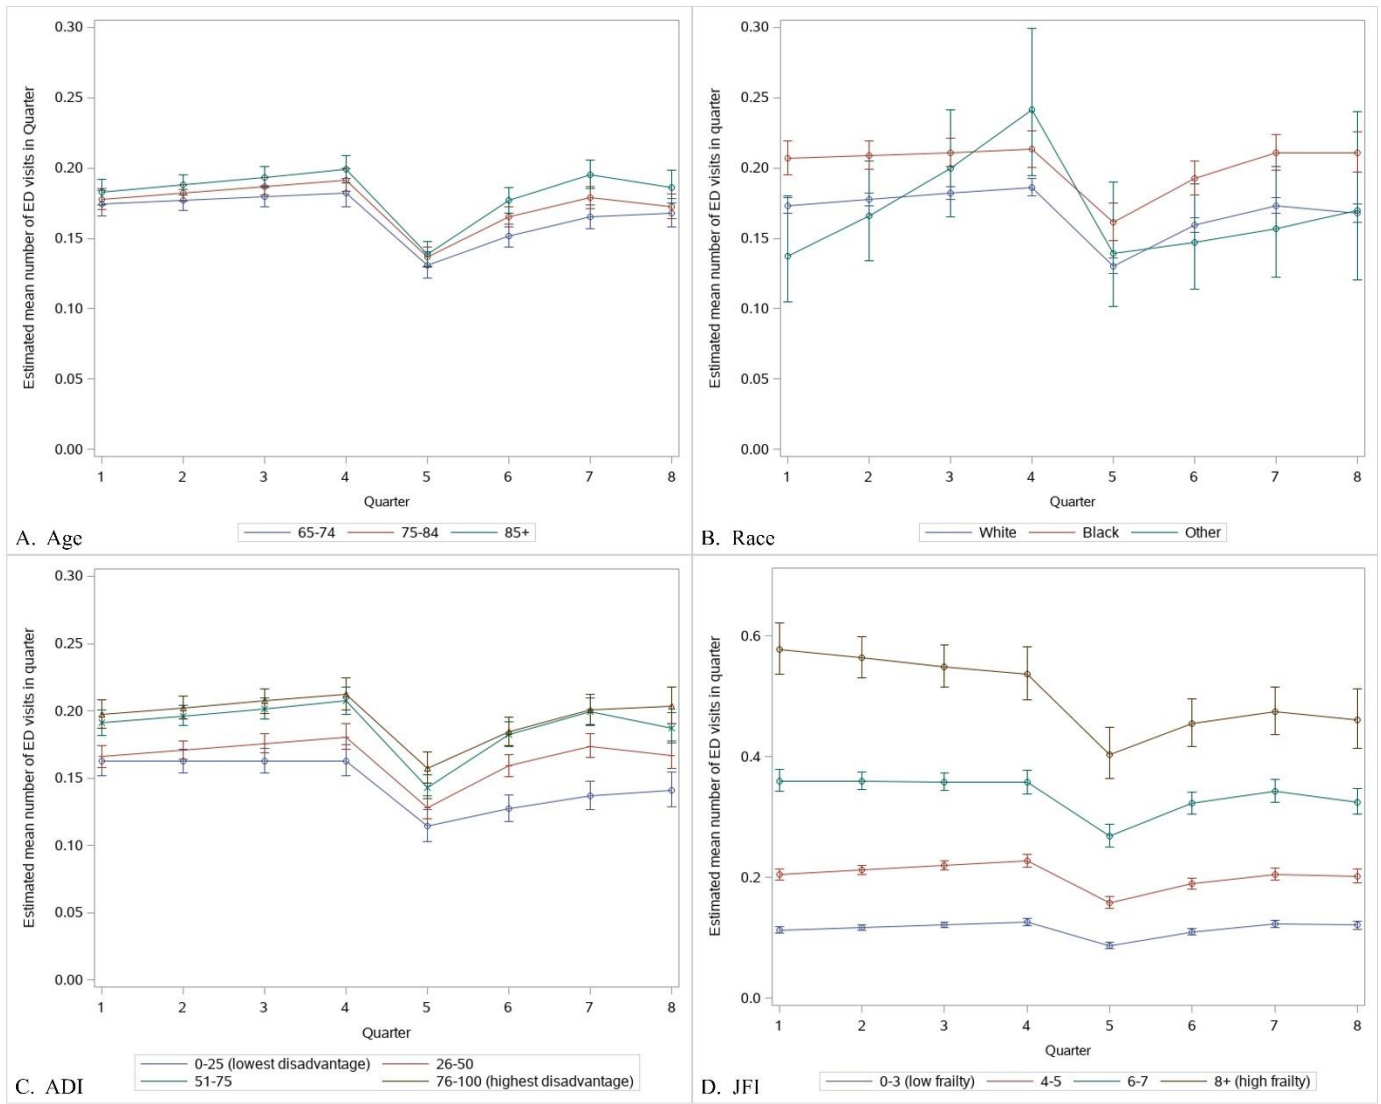 Estimated mean number of ED visits in Quarter
0.30
0.25
0.20
0.15
0.10
0.05
0.00
1 2 3 4 5 6 7 8
Quarter
65-74 75-84 85+
A. Age
Estimated mean number of ED visits in quarter
0.30
0.25
0.20
0.15
0.10
0.05
0.00
1 2 3 4 5 6 7 8
Quarter
White Black Other
B. Race
Estimated mean number of ED visits in quarter
0.30
0.25
0.20
0.15
0.10
0.05
0.00
1 2 3 4 5 6 7 8
Quarter
0-25 (lowest disadvantage) 26-50
51-75 76-100 (highest disadvantage)
C. ADI
Estimated mean number of ED visits in quarter
0.6
0.4
0.2
0.0
1 2 3 4 5 6 7 8
Quarter
0-3 (low frailty) 4-5 6-7 8+ (high frailty)
D. JFI